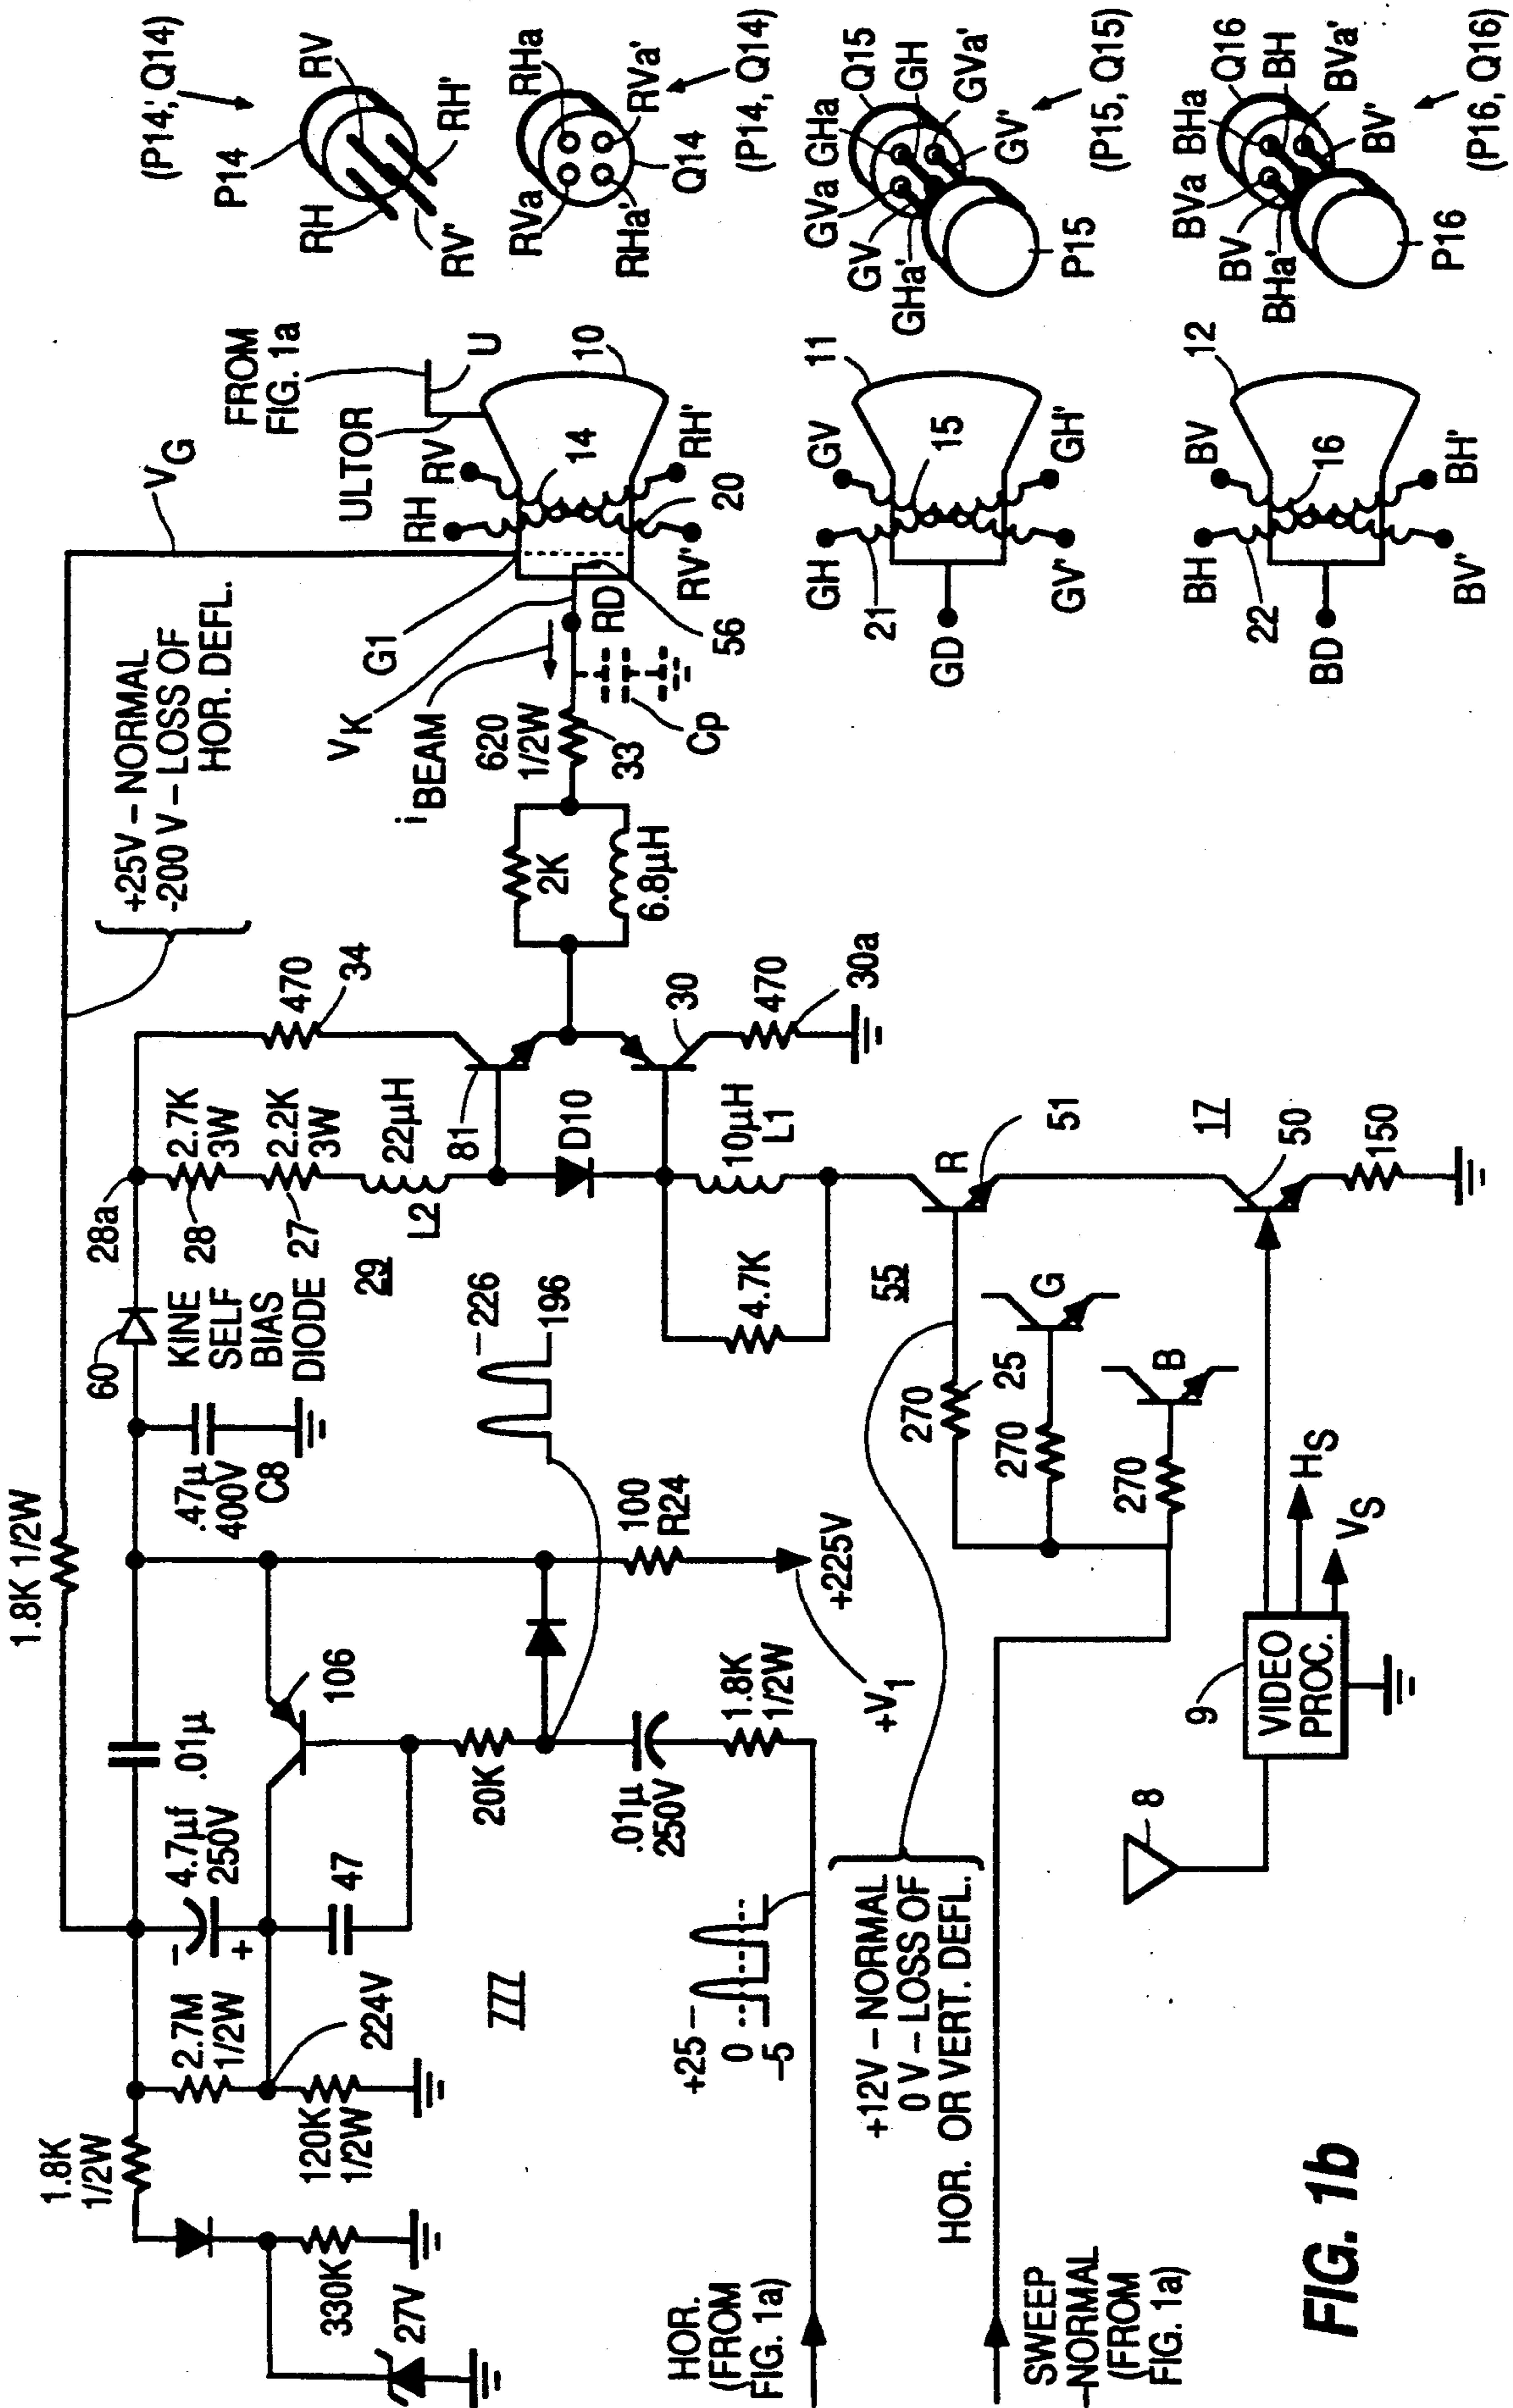 1.8K
1/2W
330K
27V
120K
1/2W
2.7M
1/2W
224V
4.7µf
250V
–
+
47
.01µ
777
106
20K
.01µ
250V
1.8K
1/2W
+25
0
–5
HOR.
(FROM
FIG. 1a)
1.8K 1/2W
.47µ
400V
C8
60
KINE
SELF
BIAS
DIODE
226
196
100
R24
+225V
+V1
28a
2.7K
3W
28
2.2K
3W
27
29
22µH
L2
470
34
81
D10
30
470
30a
10µH
L1
4.7K
+25V – NORMAL
-200 V – LOSS OF
HOR. DEFL.
VG
2K
6.8µH
620
1/2W
33
Cp
iBEAM
VK
G1
RD
56
ULTOR
U
FROM
FIG. 1a
10
RH
RV
14
RH'
RV'
20
+12V – NORMAL
0 V – LOSS OF
HOR. OR VERT. DEFL.
SWEEP
–NORMAL
(FROM
FIG. 1a)
55
270
25
270
270
R
G
B
51
17
50
150
8
9
VIDEO
PROC.
HS
VS
11
GH
GV
15
21
GD
GV'
GH'
12
BH
BV
16
22
BD
BV'
BH'
(P14, Q14)
P14
RH
RV
RV'
RH'
RVa
RHa
RHa'
RVa'
Q14
(P14, Q14)
GVa
GHa
Q15
GV
GH
GHa'
GVa'
GV'
P15
(P15, Q15)
BVa
BHa
Q16
BV
BH
BHa'
BVa'
BV'
P16
(P16, Q16)
FIG. 1b